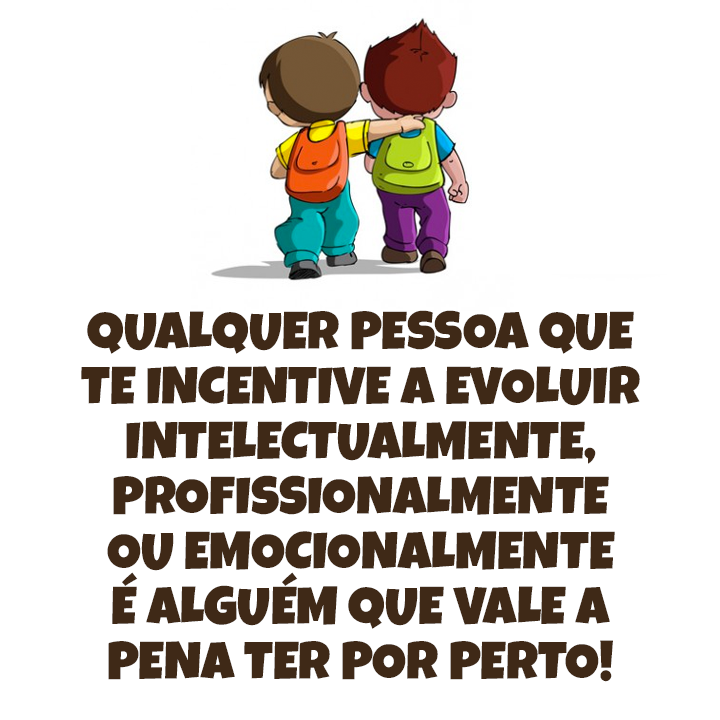 QUALQUER PESSOA QUE
TE INCENTIVE A EVOLUIR
INTELECTUALMENTE,
PROFISSIONALMENTE
OU EMOCIONALMENTE
É ALGUÉM QUE VALE A
PENA TER POR PERTO!